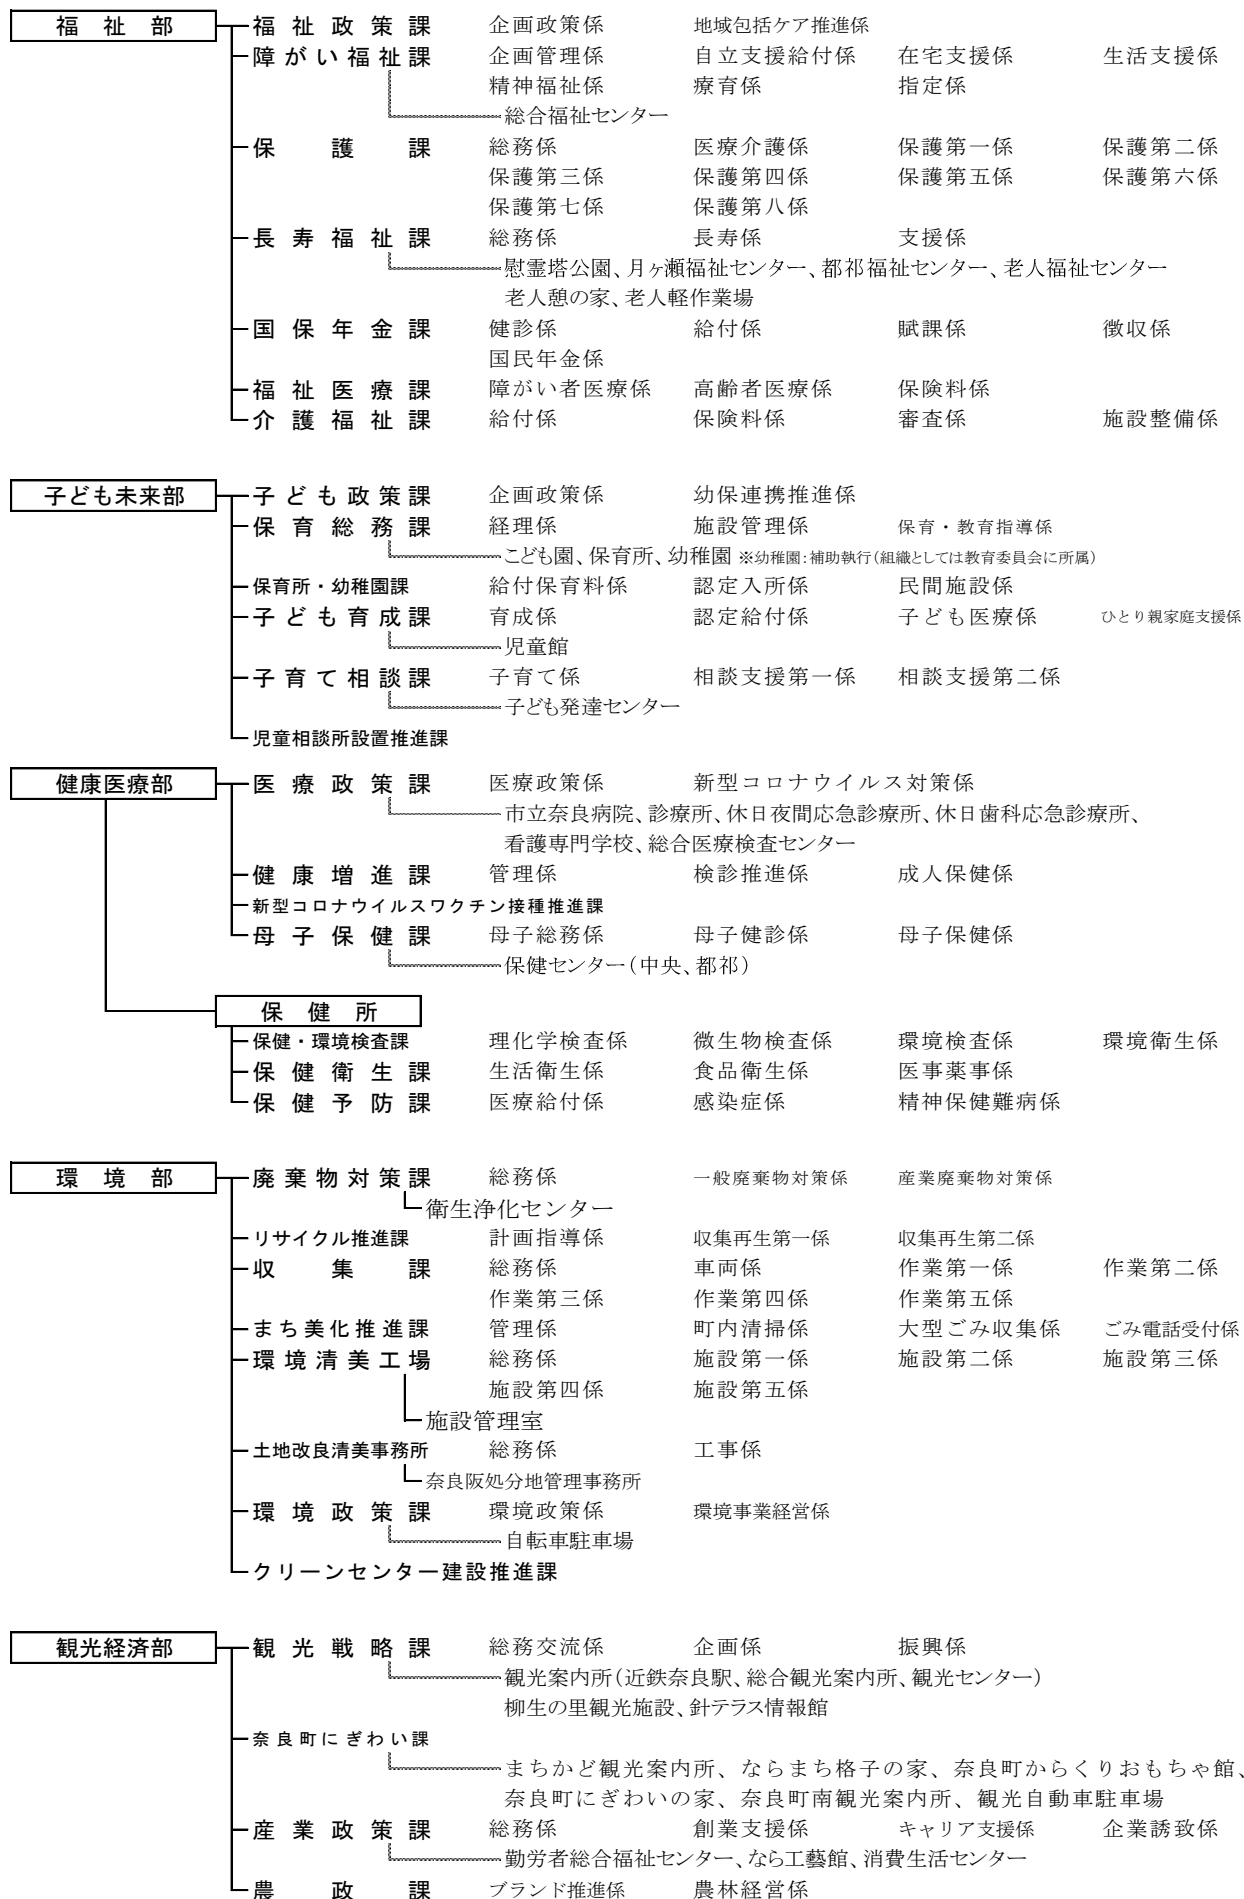 福祉部 福祉政策課 企画政策係 地域包括ケア推進係
障がい福祉課 企画管理係 自立支援給付係 在宅支援係 生活支援係
精神福祉係 療育係 指定係
総合福祉センター
保護課 総務係 医療介護係 保護第一係 保護第二係
保護第三係 保護第四係 保護第五係 保護第六係
保護第七係 保護第八係
長寿福祉課 総務係 長寿係 支援係
慰霊塔公園、月ヶ瀬福祉センター、都祁福祉センター、老人福祉センター
老人憩の家、老人軽作業場
国保年金課 健診係 給付係 賦課係 徴収係
国民年金係
福祉医療課 障がい者医療係 高齢者医療係 保険料係
介護福祉課 給付係 保険料係 審査係 施設整備係
子ども未来部 子ども政策課 企画政策係 幼保連携推進係
保育総務課 経理係 施設管理係 保育・教育指導係
こども園、保育所、幼稚園 ※幼稚園:補助執行(組織としては教育委員会に所属)
保育所・幼稚園課 給付保育料係 認定入所係 民間施設係
子ども育成課 育成係 認定給付係 子ども医療係 ひとり親家庭支援係
児童館
子育て相談課 子育て係 相談支援第一係 相談支援第二係
子ども発達センター
児童相談所設置推進課
健康医療部 医療政策課 医療政策係 新型コロナウイルス対策係
市立奈良病院、診療所、休日夜間応急診療所、休日歯科応急診療所、
看護専門学校、総合医療検査センター
健康増進課 管理係 検診推進係 成人保健係
新型コロナウイルスワクチン接種推進課
母子保健課 母子総務係 母子健診係 母子保健係
保健センター(中央、都祁)
保健所
保健・環境検査課 理化学検査係 微生物検査係 環境検査係 環境衛生係
保健衛生課 生活衛生係 食品衛生係 医事薬事係
保健予防課 医療給付係 感染症係 精神保健難病係
環境部 廃棄物対策課 総務係 一般廃棄物対策係 産業廃棄物対策係
衛生浄化センター
リサイクル推進課 計画指導係 収集再生第一係 収集再生第二係
収集課 総務係 車両係 作業第一係 作業第二係
作業第三係 作業第四係 作業第五係
まち美化推進課 管理係 町内清掃係 大型ごみ収集係 ごみ電話受付係
環境清美工場 総務係 施設第一係 施設第二係 施設第三係
施設第四係 施設第五係
施設管理室
土地改良清美事務所 総務係 工事係
奈良阪処分地管理事務所
環境政策課 環境政策係 環境事業経営係
自転車駐車場
クリーンセンター建設推進課
観光経済部 観光戦略課 総務交流係 企画係 振興係
観光案内所(近鉄奈良駅、総合観光案内所、観光センター)
柳生の里観光施設、針テラス情報館
奈良町にぎわい課
まちかど観光案内所、ならまち格子の家、奈良町からくりおもちゃ館、
奈良町にぎわいの家、奈良町南観光案内所、観光自動車駐車場
産業政策課 総務係 創業支援係 キャリア支援係 企業誘致係
勤労者総合福祉センター、なら工藝館、消費生活センター
農政課 ブランド推進係 農林経営係